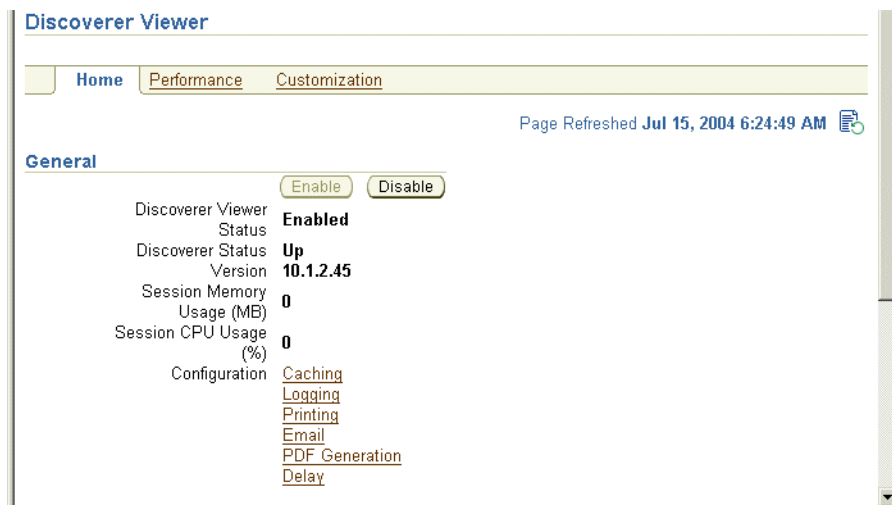 Discoverer Viewer
Home Performance Customization
Page Refreshed Jul 15, 2004 6:24:49 AM
General
Enable Disable
Discoverer Viewer
Status Enabled
Discoverer Status Up
Version 10.1.2.45
Session Memory
Usage (MB) 0
Session CPU Usage
(%) 0
Configuration Caching
Logging
Printing
Email
PDF Generation
Delay